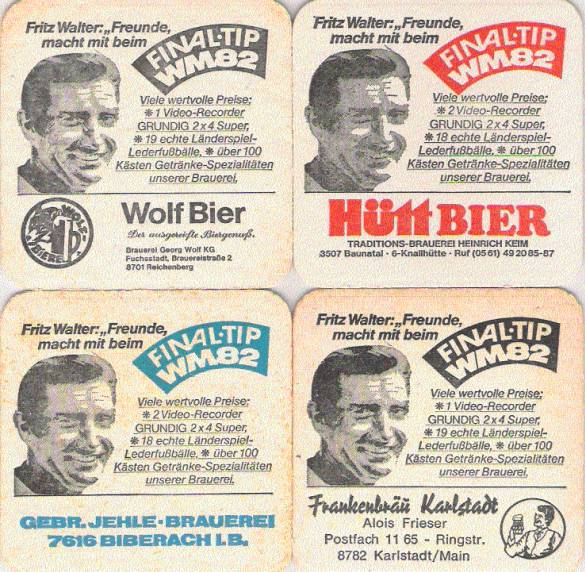 Fritz Walter: „Freunde,
macht mit beim
FINAL-TIP
WM82
Viele wertvolle Preise:
✻ 1 Video-Recorder
GRUNDIG 2x4 Super,
✻ 19 echte Länderspiel-
Lederfußbälle, ✻ über 100
Kästen Getränke-Spezialitäten
unserer Brauerei.
Wolf Bier
Der ausgereifte Biergenuß.
Brauerei Georg Wolf KG
Fuchsstadt, Brauereistraße 2
8701 Reichenberg
Fritz Walter: „Freunde,
macht mit beim
FINAL-TIP
WM82
Viele wertvolle Preise:
✻ 2 Video-Recorder
GRUNDIG 2x4 Super,
✻ 18 echte Länderspiel-
Lederfußbälle, ✻ über 100
Kästen Getränke-Spezialitäten
unserer Brauerei.
Hütt BIER
TRADITIONS-BRAUEREI HEINRICH KEIM
3507 Baunatal · 6-Knallhütte · Ruf (05 61) 49 20 85-87
Fritz Walter: „Freunde,
macht mit beim
FINAL-TIP
WM82
Viele wertvolle Preise:
✻ 2 Video-Recorder
GRUNDIG 2x4 Super,
✻ 18 echte Länderspiel-
Lederfußbälle, ✻ über 100
Kästen Getränke-Spezialitäten
unserer Brauerei.
GEBR. JEHLE · BRAUEREI
7616 BIBERACH I.B.
Fritz Walter: „Freunde,
macht mit beim
FINAL-TIP
WM82
Viele wertvolle Preise:
✻ 1 Video-Recorder
GRUNDIG 2x4 Super,
✻ 19 echte Länderspiel-
Lederfußbälle, ✻ über 100
Kästen Getränke-Spezialitäten
unserer Brauerei.
Frankenbräu Karlstadt
Alois Frieser
Postfach 11 65 - Ringstr.
8782 Karlstadt/Main